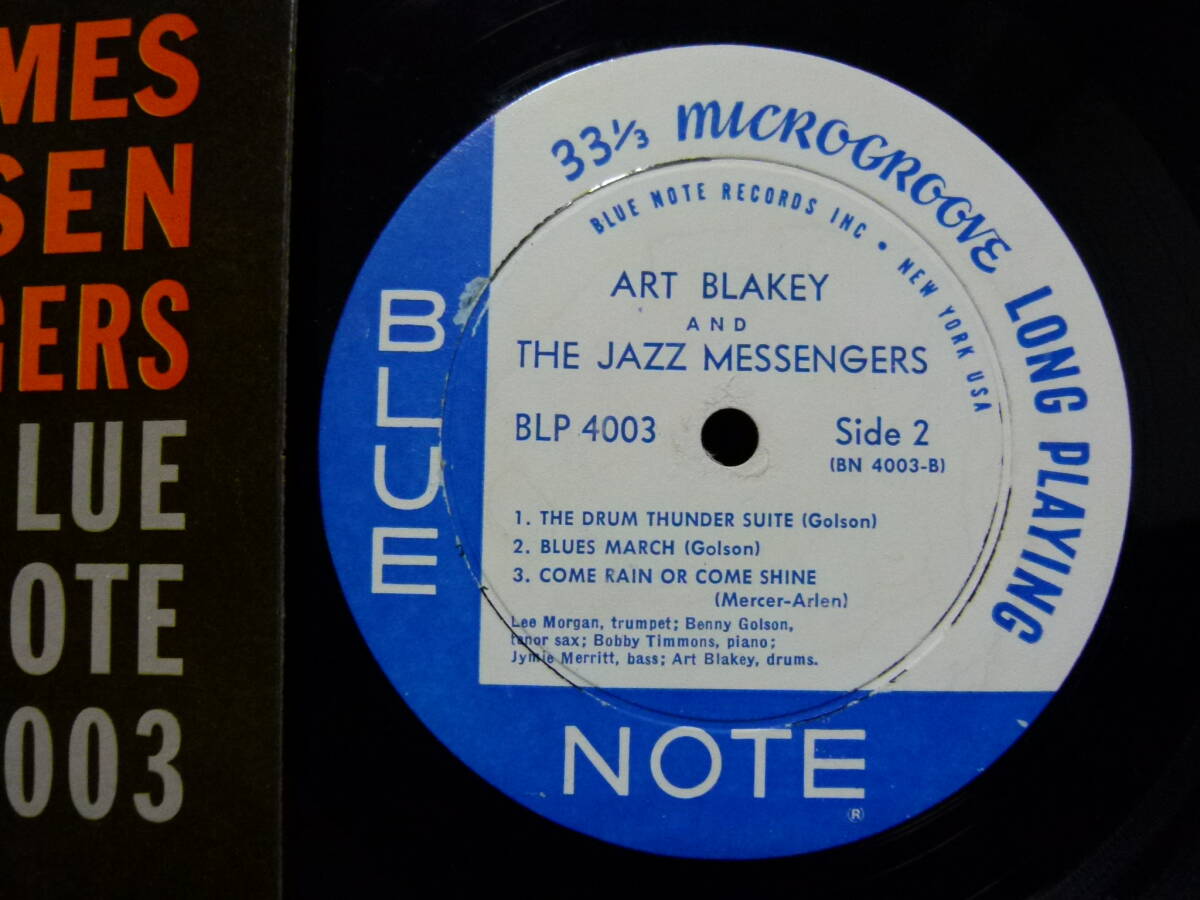 MES
SEN
GERS
LUE
OTE
003
33⅓ MICROGROOVE LONG PLAYING
BLUE NOTE RECORDS INC • NEW YORK USA
ART BLAKEY
AND
THE JAZZ MESSENGERS
BLP 4003 Side 2
(BN 4003-B)
1. THE DRUM THUNDER SUITE (Golson)
2. BLUES MARCH (Golson)
3. COME RAIN OR COME SHINE
(Mercer-Arlen)
Lee Morgan, trumpet; Benny Golson,
tenor sax; Bobby Timmons, piano;
Jymie Merritt, bass; Art Blakey, drums.
BLUE
NOTE
®